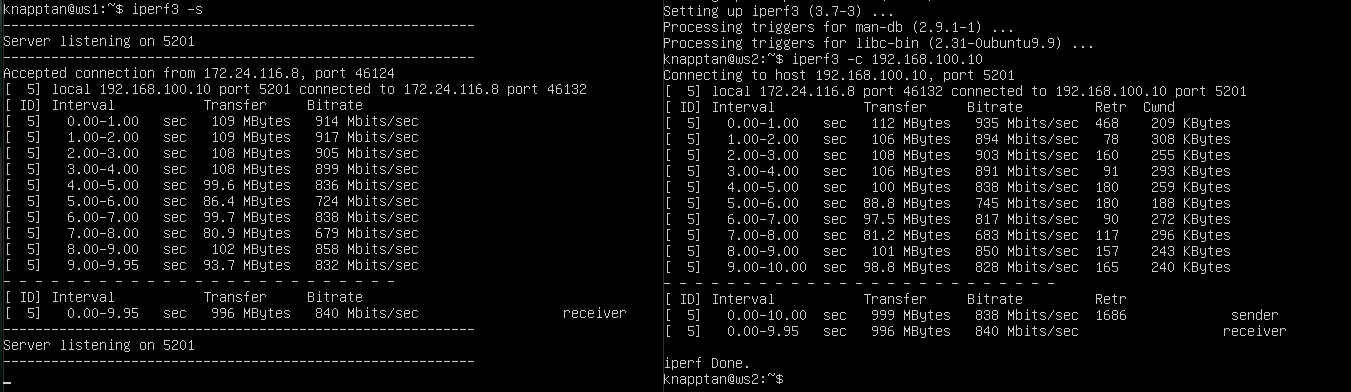 knapptan@ws1:~$ iperf3 -s
-----------------------------------------------------------
Server listening on 5201
-----------------------------------------------------------
Accepted connection from 172.24.116.8, port 46124
[  5] local 192.168.100.10 port 5201 connected to 172.24.116.8 port 46132
[ ID] Interval           Transfer     Bitrate
[  5]   0.00-1.00   sec   109 MBytes   914 Mbits/sec
[  5]   1.00-2.00   sec   109 MBytes   917 Mbits/sec
[  5]   2.00-3.00   sec   108 MBytes   905 Mbits/sec
[  5]   3.00-4.00   sec   108 MBytes   899 Mbits/sec
[  5]   4.00-5.00   sec  99.6 MBytes   836 Mbits/sec
[  5]   5.00-6.00   sec  86.4 MBytes   724 Mbits/sec
[  5]   6.00-7.00   sec  99.7 MBytes   838 Mbits/sec
[  5]   7.00-8.00   sec  80.9 MBytes   679 Mbits/sec
[  5]   8.00-9.00   sec   102 MBytes   858 Mbits/sec
[  5]   9.00-9.95   sec  93.7 MBytes   832 Mbits/sec
- - - - - - - - - - - - - - - - - - - - - - - - -
[ ID] Interval           Transfer     Bitrate
[  5]   0.00-9.95   sec   996 MBytes   840 Mbits/sec                  receiver
-----------------------------------------------------------
Server listening on 5201
-----------------------------------------------------------
_
Setting up iperf3 (3.7-3) ...
Processing triggers for man-db (2.9.1-1) ...
Processing triggers for libc-bin (2.31-0ubuntu9.9) ...
knapptan@ws2:~$ iperf3 -c 192.168.100.10
Connecting to host 192.168.100.10, port 5201
[  5] local 172.24.116.8 port 46132 connected to 192.168.100.10 port 5201
[ ID] Interval           Transfer     Bitrate         Retr  Cwnd
[  5]   0.00-1.00   sec   112 MBytes   935 Mbits/sec  468    209 KBytes
[  5]   1.00-2.00   sec   106 MBytes   894 Mbits/sec   78    308 KBytes
[  5]   2.00-3.00   sec   108 MBytes   903 Mbits/sec  160    255 KBytes
[  5]   3.00-4.00   sec   106 MBytes   891 Mbits/sec   91    293 KBytes
[  5]   4.00-5.00   sec   100 MBytes   838 Mbits/sec  180    259 KBytes
[  5]   5.00-6.00   sec  88.8 MBytes   745 Mbits/sec  180    188 KBytes
[  5]   6.00-7.00   sec  97.5 MBytes   817 Mbits/sec   90    272 KBytes
[  5]   7.00-8.00   sec  81.2 MBytes   683 Mbits/sec  117    296 KBytes
[  5]   8.00-9.00   sec   101 MBytes   850 Mbits/sec  157    243 KBytes
[  5]   9.00-10.00  sec  98.8 MBytes   828 Mbits/sec  165    240 KBytes
- - - - - - - - - - - - - - - - - - - - - - - - -
[ ID] Interval           Transfer     Bitrate         Retr
[  5]   0.00-10.00  sec   999 MBytes   838 Mbits/sec  1686             sender
[  5]   0.00-9.95   sec   996 MBytes   840 Mbits/sec                  receiver

iperf Done.
knapptan@ws2:~$